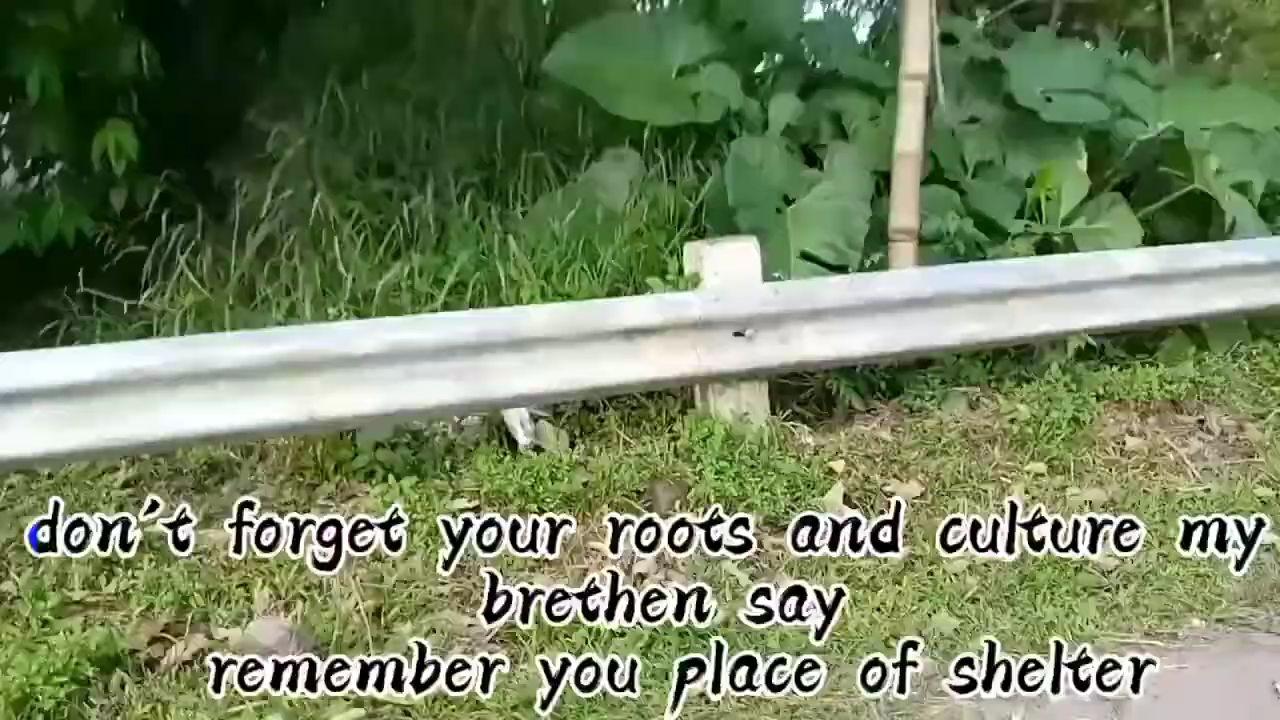 don't forget your roots and culture my
brethen say
remember you place of shelter